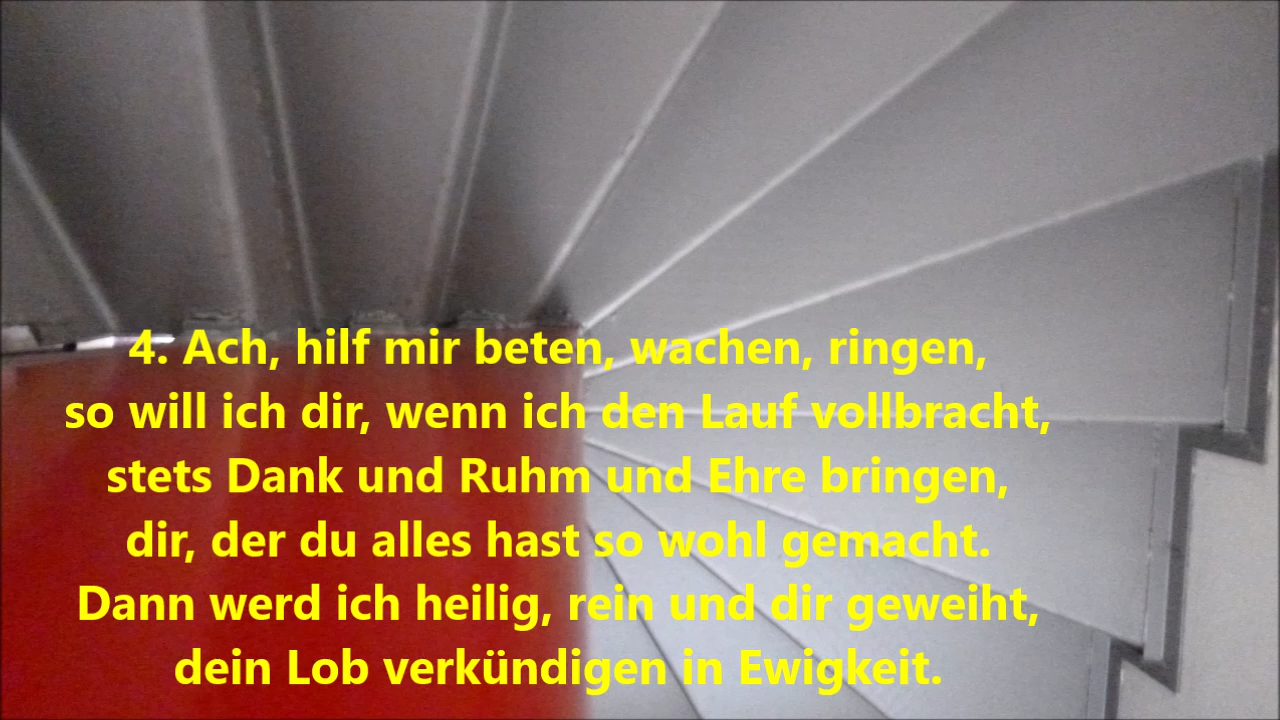 4. Ach, hilf mir beten, wachen, ringen,
so will ich dir, wenn ich den Lauf vollbracht,
stets Dank und Ruhm und Ehre bringen,
dir, der du alles hast so wohl gemacht.
Dann werd ich heilig, rein und dir geweiht,
dein Lob verkündigen in Ewigkeit.